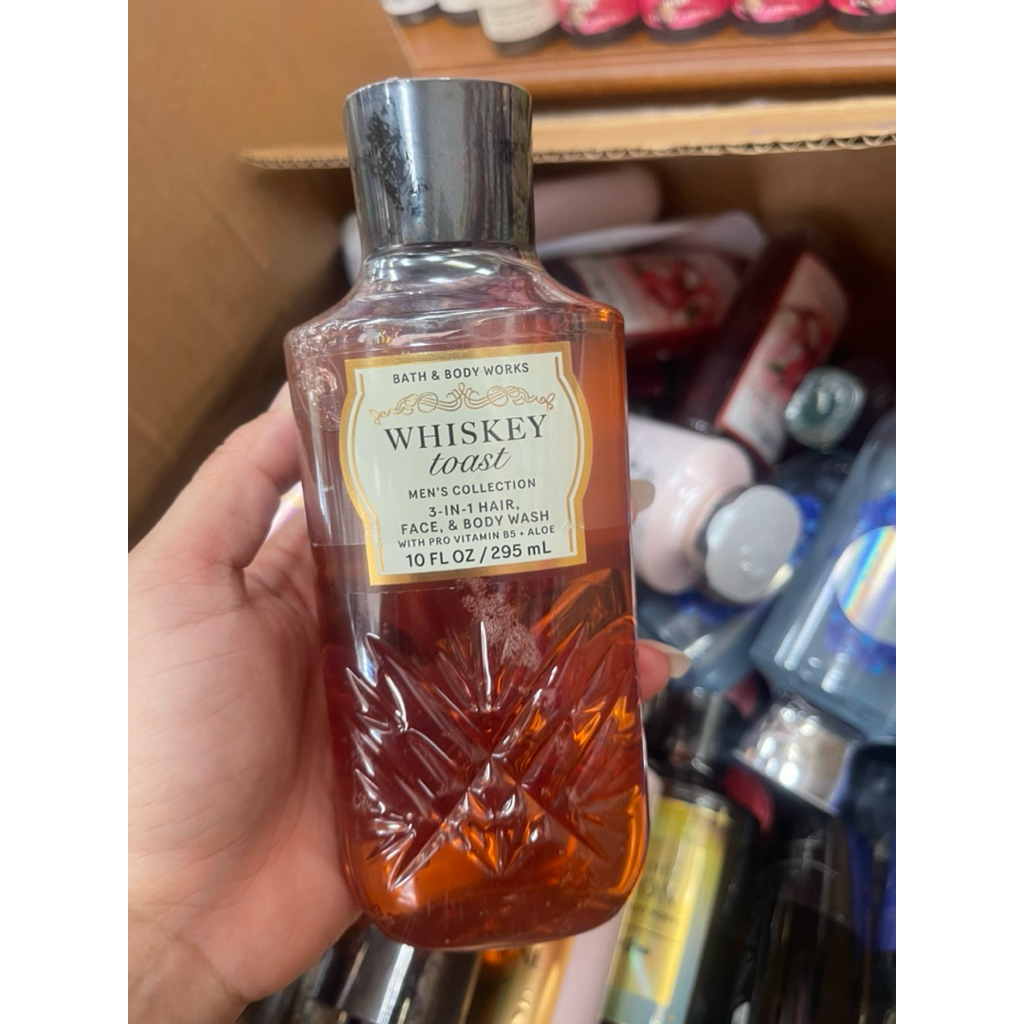 BATH & BODY WORKS
WHISKEY
toast
MEN'S COLLECTION
3-IN-1 HAIR,
FACE, & BODY WASH
WITH PRO VITAMIN B5 + ALOE
10 FL OZ / 295 mL